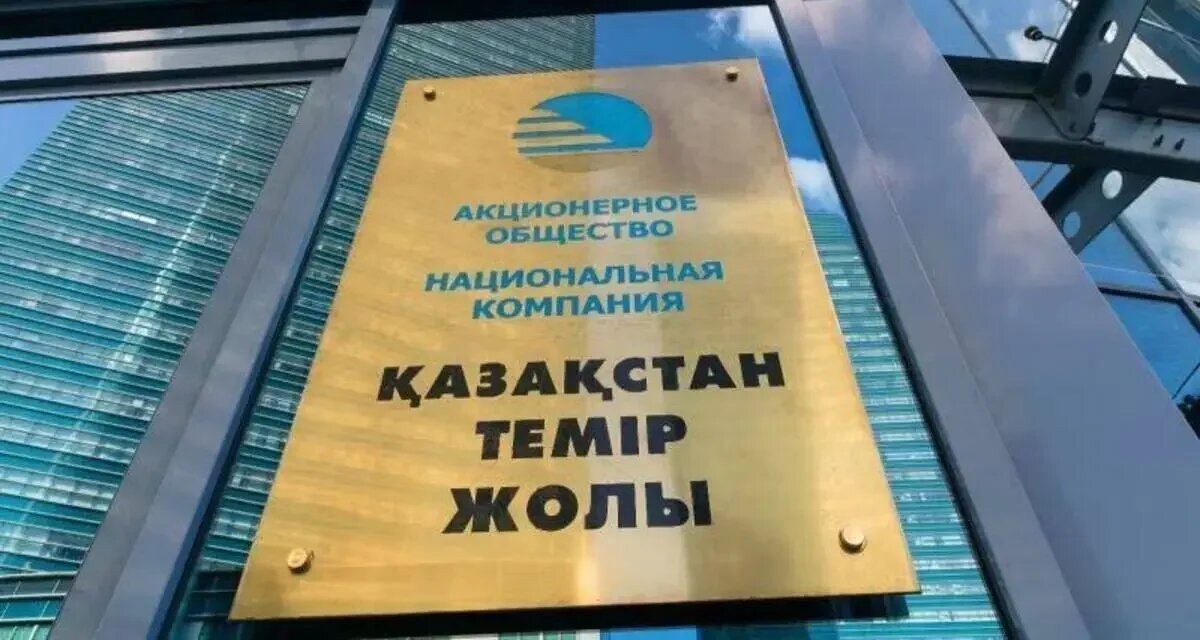 АКЦИОНЕРНОЕ
ОБЩЕСТВО
НАЦИОНАЛЬНАЯ
КОМПАНИЯ
ҚАЗАҚСТАН
ТЕМІР
ЖОЛЫ